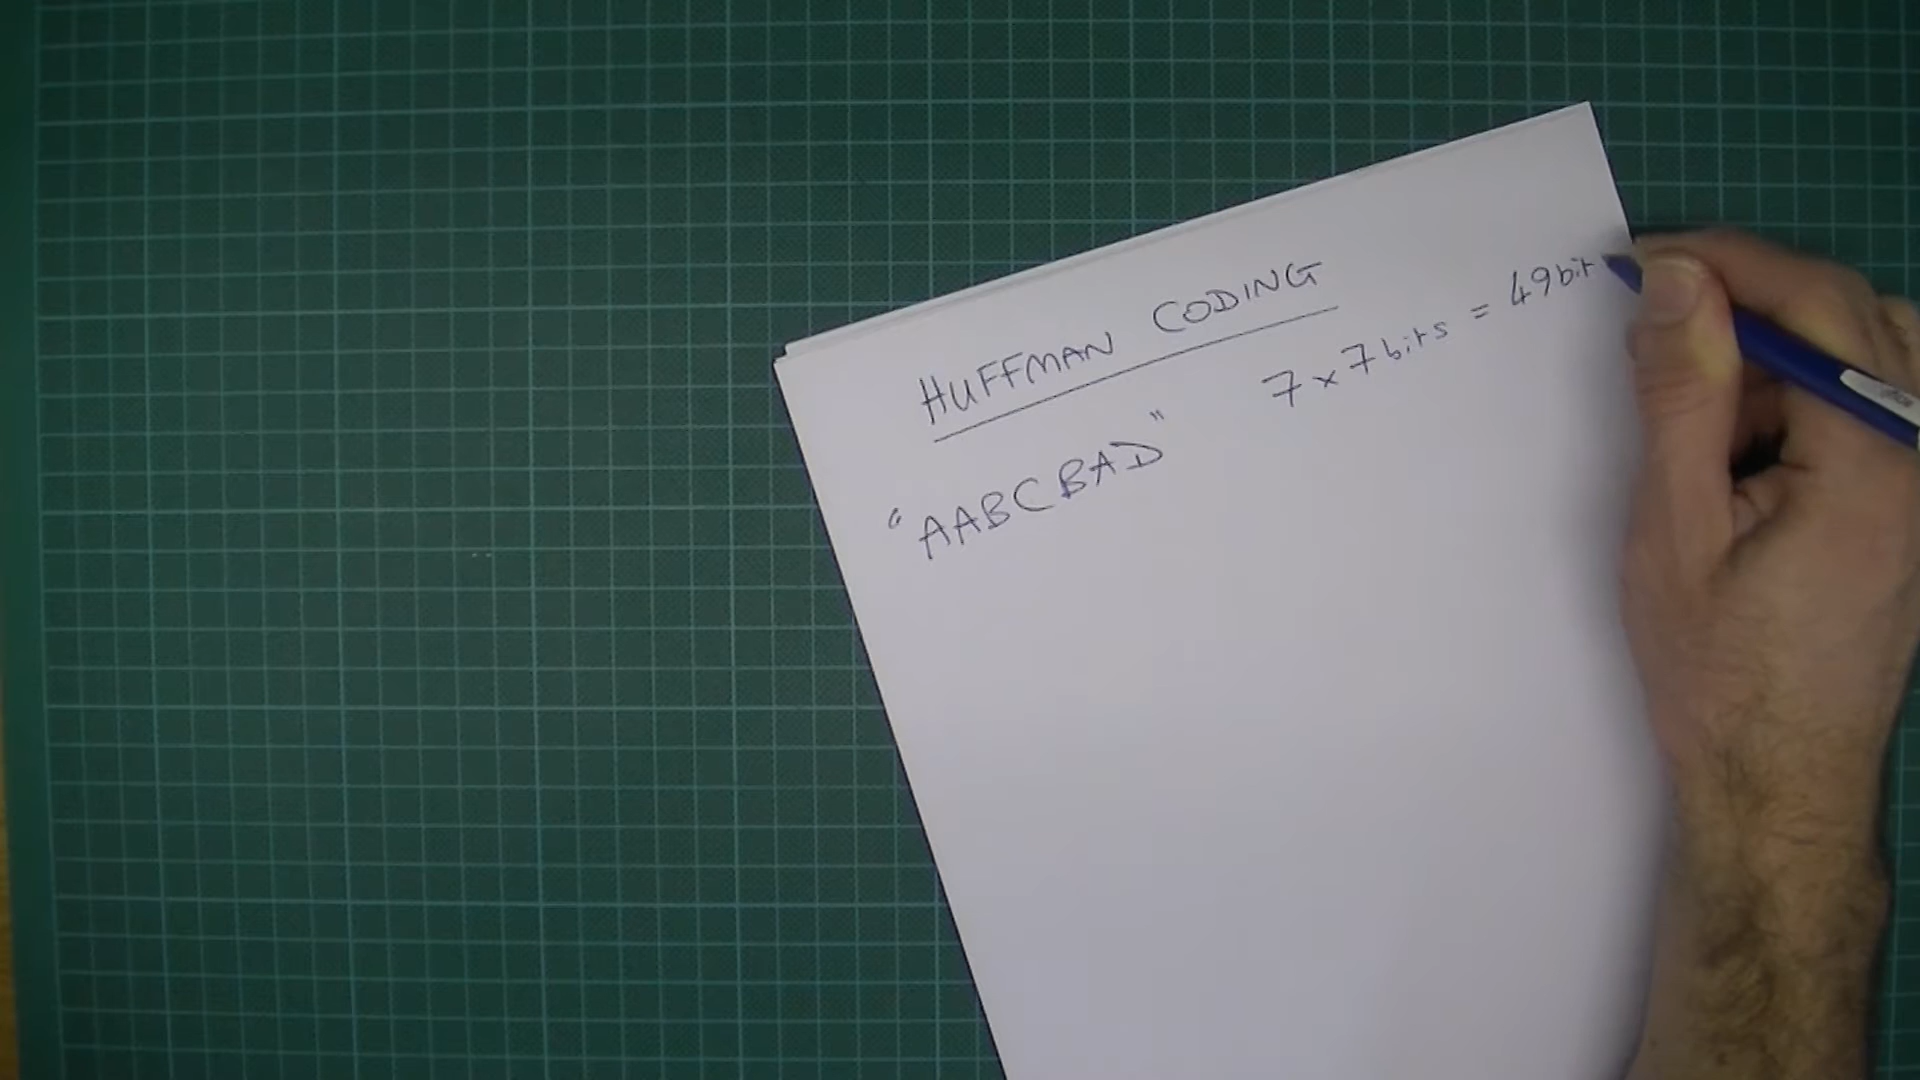 HUFFMAN CODING
"AABCBAD" 7 x 7 bits = 49 bit